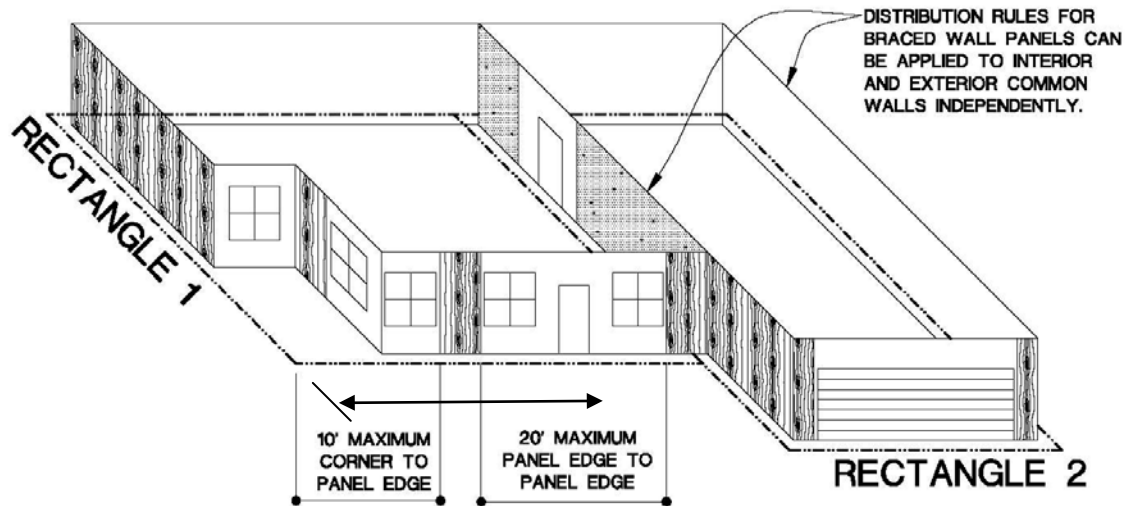 DISTRIBUTION RULES FOR
BRACED WALL PANELS CAN
BE APPLIED TO INTERIOR
AND EXTERIOR COMMON
WALLS INDEPENDENTLY.
RECTANGLE 1
10' MAXIMUM
CORNER TO
PANEL EDGE
20' MAXIMUM
PANEL EDGE TO
PANEL EDGE
RECTANGLE 2